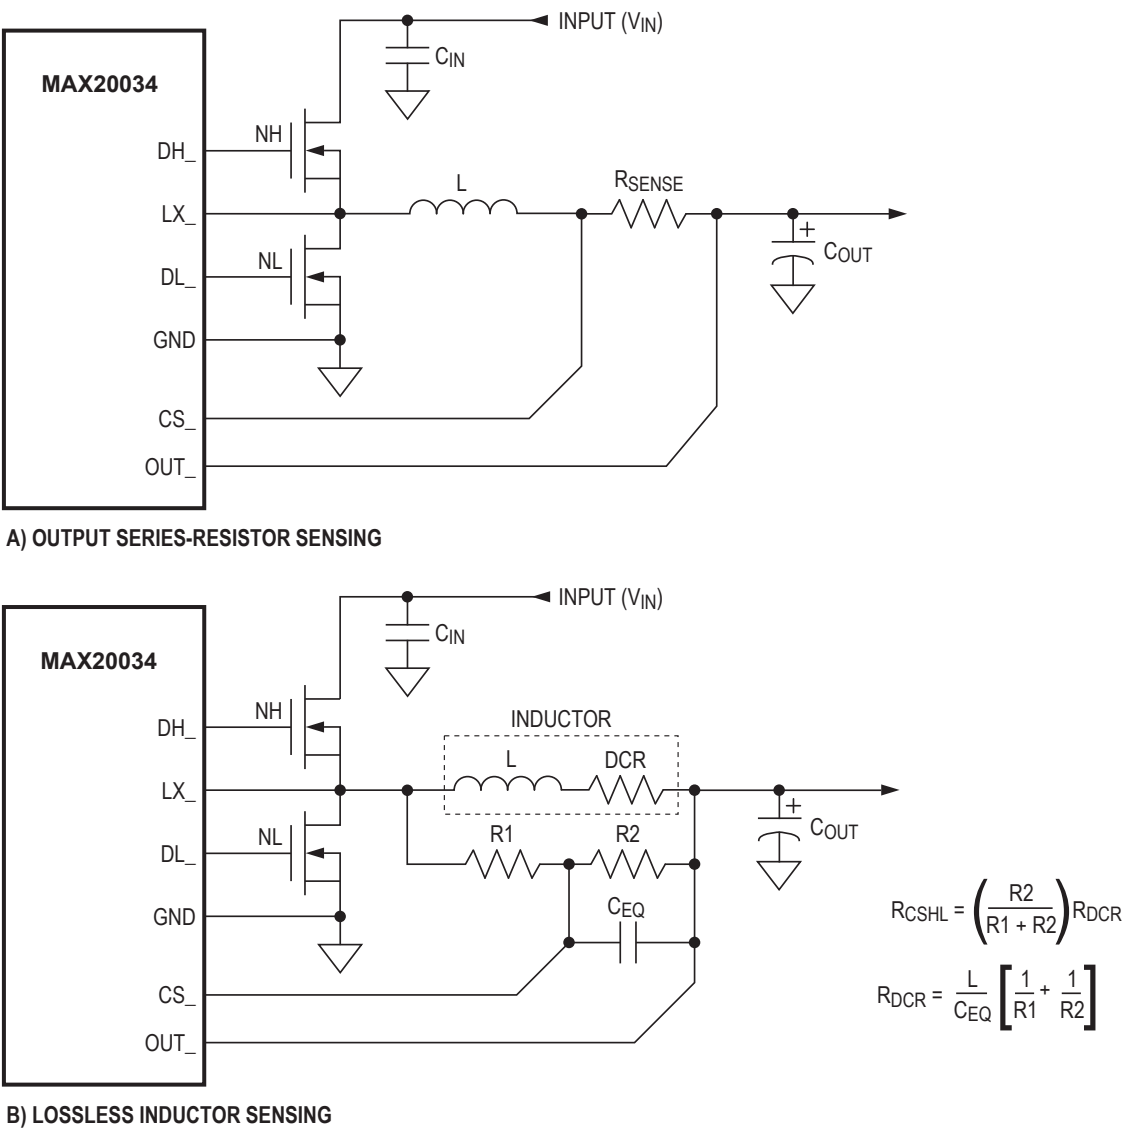 INPUT (VIN)
CIN
MAX20034
NH
DH_
L
RSENSE
LX_
+
COUT
NL
DL_
GND
CS_
OUT_
A) OUTPUT SERIES-RESISTOR SENSING
INPUT (VIN)
CIN
MAX20034
NH
DH_
INDUCTOR
L
DCR
LX_
+
COUT
R1
R2
NL
DL_
CEQ
GND
RCSHL = (R2 / R1 + R2) RDCR
CS_
RDCR = L / CEQ [1 / R1 + 1 / R2]
OUT_
B) LOSSLESS INDUCTOR SENSING